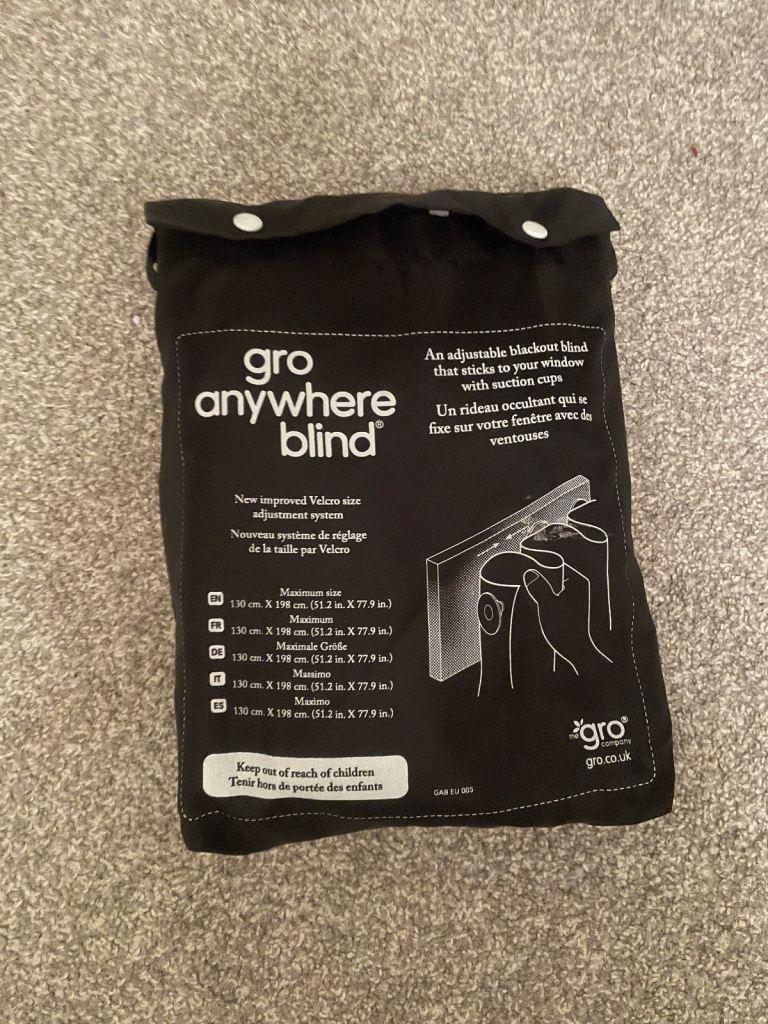 gro
anywhere
blind®
An adjustable blackout blind
that sticks to your window
with suction cups
Un rideau occultant qui se
fixe sur votre fenêtre avec des
ventouses
New improved Velcro size
adjustment system
Nouveau système de réglage
de la taille par Velcro
Maximum size
EN 130 cm. X 198 cm. (51.2 in. X 77.9 in.)
Maximum
FR 130 cm. X 198 cm. (51.2 in. X 77.9 in.)
Maximale Größe
DE 130 cm. X 198 cm. (51.2 in. X 77.9 in.)
Massimo
IT 130 cm. X 198 cm. (51.2 in. X 77.9 in.)
Maximo
ES 130 cm. X 198 cm. (51.2 in. X 77.9 in.)
Keep out of reach of children
Tenir hors de portée des enfants
GAB EU 005
the gro®
company
gro.co.uk